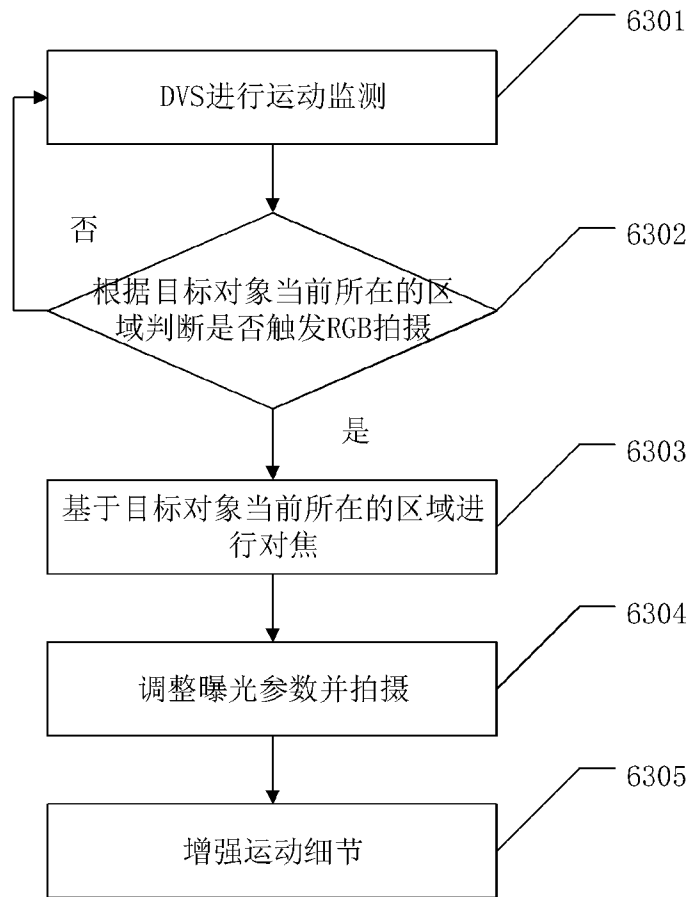 6301
DVS进行运动监测
否
6302
根据目标对象当前所在的区
域判断是否触发RGB拍摄
是
6303
基于目标对象当前所在的区域进
行对焦
6304
调整曝光参数并拍摄
6305
增强运动细节